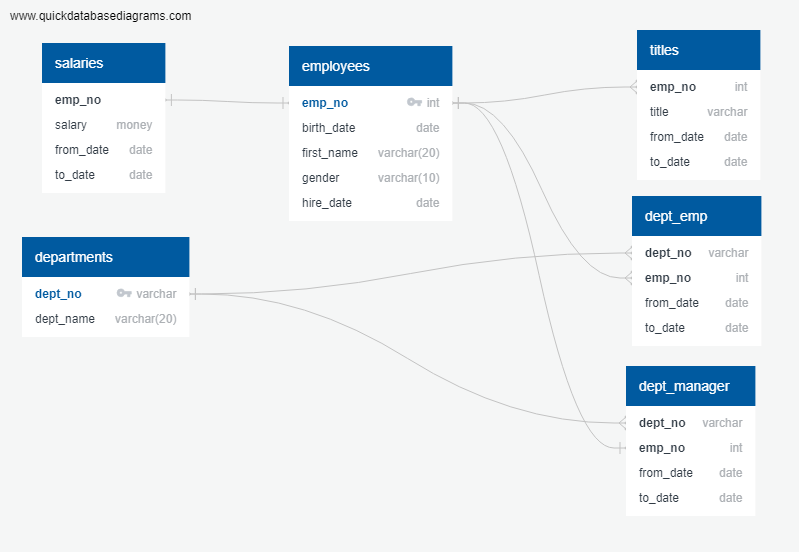 www.quickdatabasediagrams.com
salaries
emp_no
salary money
from_date date
to_date date
employees
emp_no int
birth_date date
first_name varchar(20)
gender varchar(10)
hire_date date
titles
emp_no int
title varchar
from_date date
to_date date
departments
dept_no varchar
dept_name varchar(20)
dept_emp
dept_no varchar
emp_no int
from_date date
to_date date
dept_manager
dept_no varchar
emp_no int
from_date date
to_date date